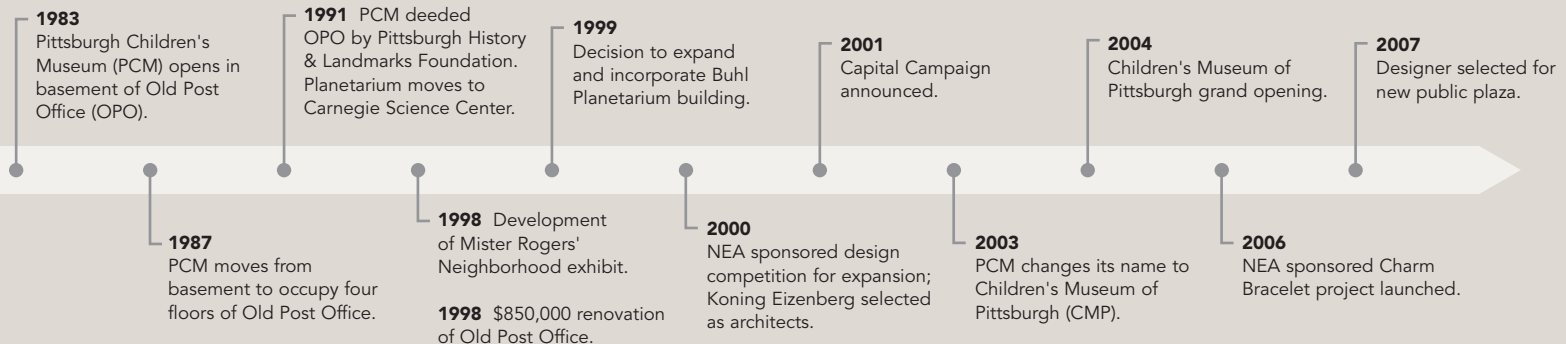 1983
Pittsburgh Children's
Museum (PCM) opens in
basement of Old Post
Office (OPO).
1987
PCM moves from
basement to occupy four
floors of Old Post Office.
1991 PCM deeded
OPO by Pittsburgh History
& Landmarks Foundation.
Planetarium moves to
Carnegie Science Center.
1998 Development
of Mister Rogers'
Neighborhood exhibit.
1998 $850,000 renovation
of Old Post Office.
1999
Decision to expand
and incorporate Buhl
Planetarium building.
2000
NEA sponsored design
competition for expansion;
Koning Eizenberg selected
as architects.
2001
Capital Campaign
announced.
2003
PCM changes its name to
Children's Museum of
Pittsburgh (CMP).
2004
Children's Museum of
Pittsburgh grand opening.
2006
NEA sponsored Charm
Bracelet project launched.
2007
Designer selected for
new public plaza.